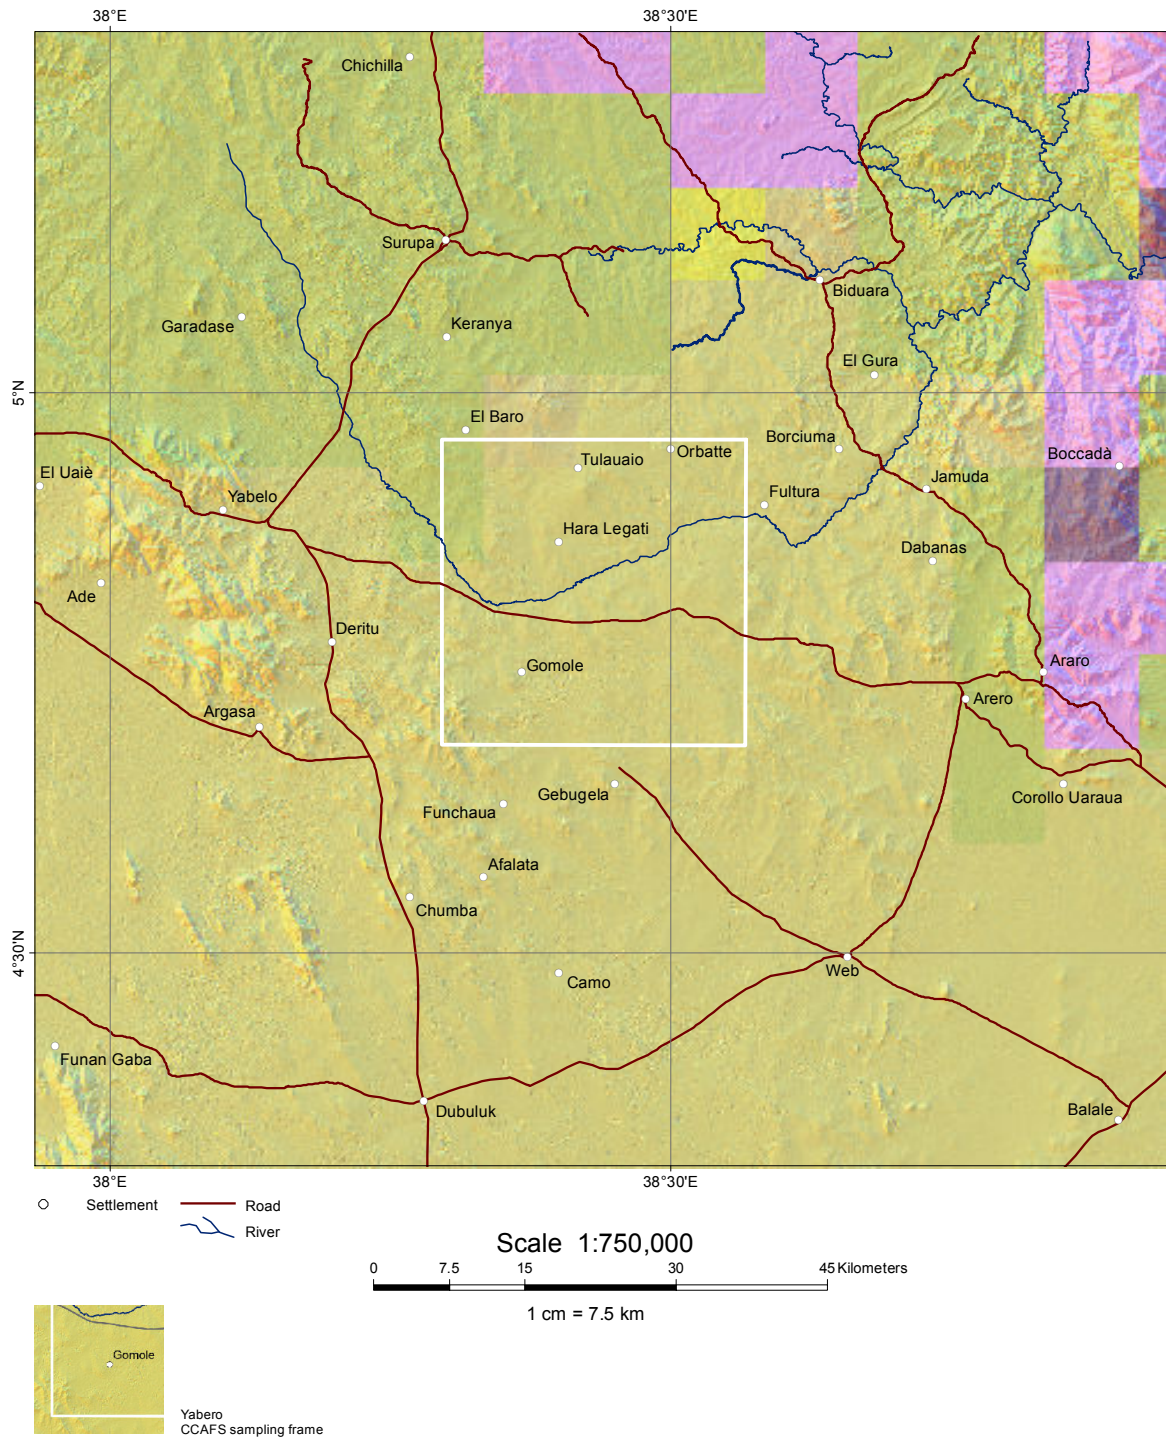 38°E 38°30'E
Chichilla
Surupa
Biduara
Garadase
Keranya
El Gura
5°N
El Baro
Borciuma
Orbatte
Boccadà
Tulauaio
El Uaiè
Jamuda
Yabelo
Fultura
Hara Legati
Dabanas
Ade
Deritu
Araro
Gomole
Arero
Argasa
Gebugela
Corollo Uaraua
Funchaua
Afalata
Chumba
4°30'N
Web
Camo
Funan Gaba
Dubuluk
Balale
38°E 38°30'E
Settlement Road
River
Scale 1:750,000
0 7.5 15 30 45 Kilometers
1 cm = 7.5 km
Gomole
Yabero
CCAFS sampling frame